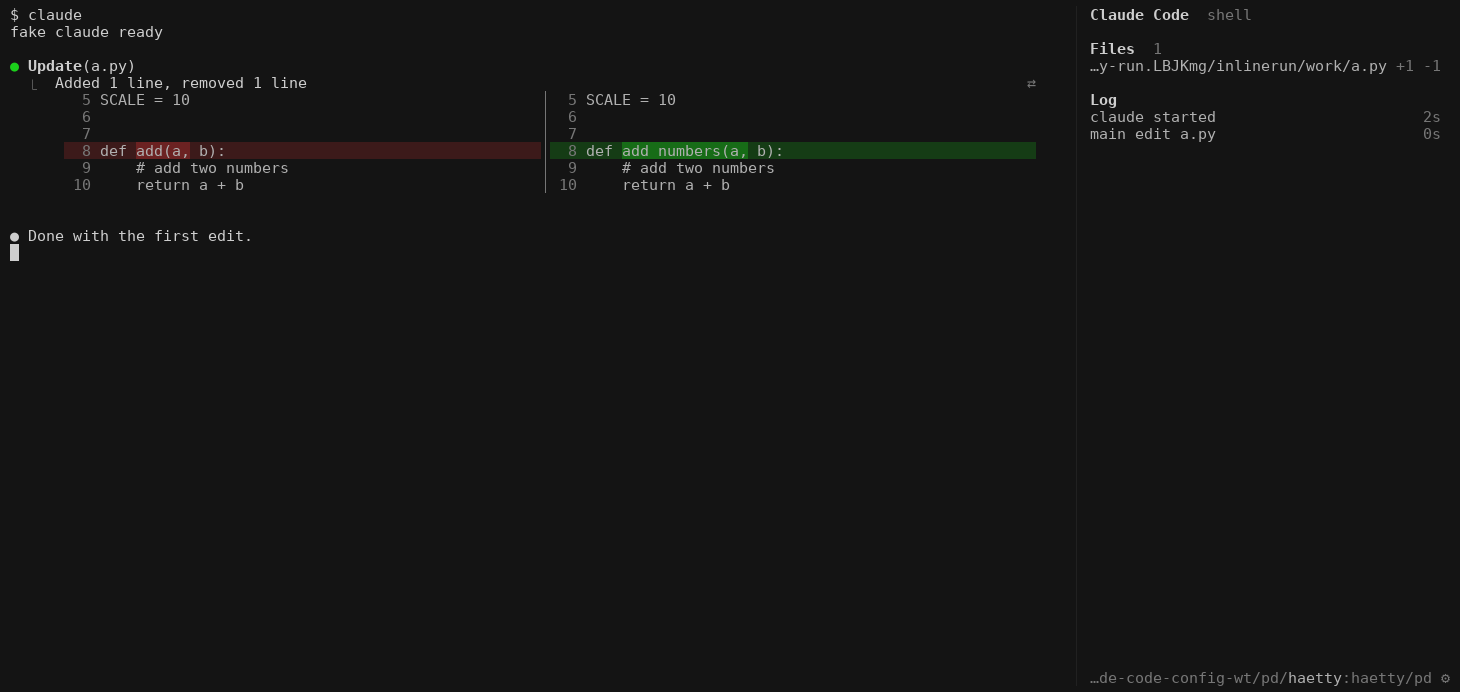 $ claude
fake claude ready
● Update(a.py)
⎿  Added 1 line, removed 1 line ⇄
5 SCALE = 10
6
7
8 def add(a, b):
9     # add two numbers
10     return a + b
5 SCALE = 10
6
7
8 def add numbers(a, b):
9     # add two numbers
10     return a + b
● Done with the first edit.
Claude Code  shell
Files  1
…y-run.LBJKmg/inlinerun/work/a.py +1 -1
Log
claude started 2s
main edit a.py 0s
…de-code-config-wt/pd/haetty:haetty/pd ⚙